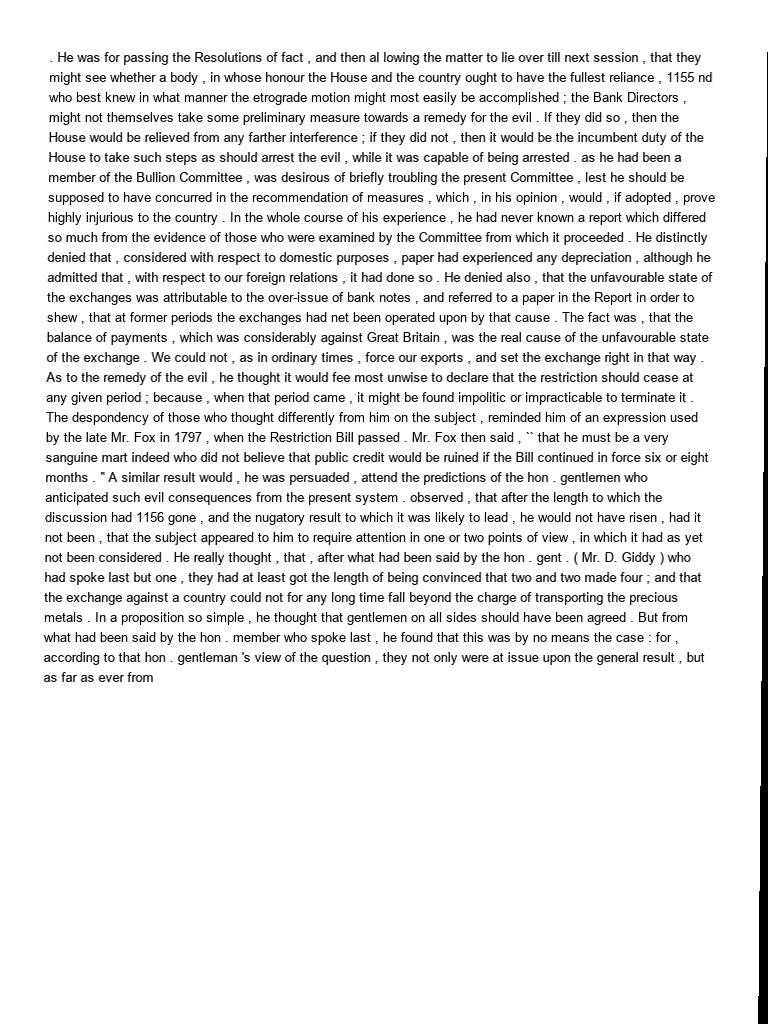 . He was for passing the Resolutions of fact , and then al lowing the matter to lie over till next session , that they
might see whether a body , in whose honour the House and the country ought to have the fullest reliance , 1155 nd
who best knew in what manner the etrograde motion might most easily be accomplished ; the Bank Directors ,
might not themselves take some preliminary measure towards a remedy for the evil . If they did so , then the
House would be relieved from any farther interference ; if they did not , then it would be the incumbent duty of the
House to take such steps as should arrest the evil , while it was capable of being arrested . as he had been a
member of the Bullion Committee , was desirous of briefly troubling the present Committee , lest he should be
supposed to have concurred in the recommendation of measures , which , in his opinion , would , if adopted , prove
highly injurious to the country . In the whole course of his experience , he had never known a report which differed
so much from the evidence of those who were examined by the Committee from which it proceeded . He distinctly
denied that , considered with respect to domestic purposes , paper had experienced any depreciation , although he
admitted that , with respect to our foreign relations , it had done so . He denied also , that the unfavourable state of
the exchanges was attributable to the over-issue of bank notes , and referred to a paper in the Report in order to
shew , that at former periods the exchanges had net been operated upon by that cause . The fact was , that the
balance of payments , which was considerably against Great Britain , was the real cause of the unfavourable state
of the exchange . We could not , as in ordinary times , force our exports , and set the exchange right in that way .
As to the remedy of the evil , he thought it would fee most unwise to declare that the restriction should cease at
any given period ; because , when that period came , it might be found impolitic or impracticable to terminate it .
The despondency of those who thought differently from him on the subject , reminded him of an expression used
by the late Mr. Fox in 1797 , when the Restriction Bill passed . Mr. Fox then said , `` that he must be a very
sanguine mart indeed who did not believe that public credit would be ruined if the Bill continued in force six or eight
months . " A similar result would , he was persuaded , attend the predictions of the hon . gentlemen who
anticipated such evil consequences from the present system . observed , that after the length to which the
discussion had 1156 gone , and the nugatory result to which it was likely to lead , he would not have risen , had it
not been , that the subject appeared to him to require attention in one or two points of view , in which it had as yet
not been considered . He really thought , that , after what had been said by the hon . gent . ( Mr. D. Giddy ) who
had spoke last but one , they had at least got the length of being convinced that two and two made four ; and that
the exchange against a country could not for any long time fall beyond the charge of transporting the precious
metals . In a proposition so simple , he thought that gentlemen on all sides should have been agreed . But from
what had been said by the hon . member who spoke last , he found that this was by no means the case : for ,
according to that hon . gentleman 's view of the question , they not only were at issue upon the general result , but
as far as ever from